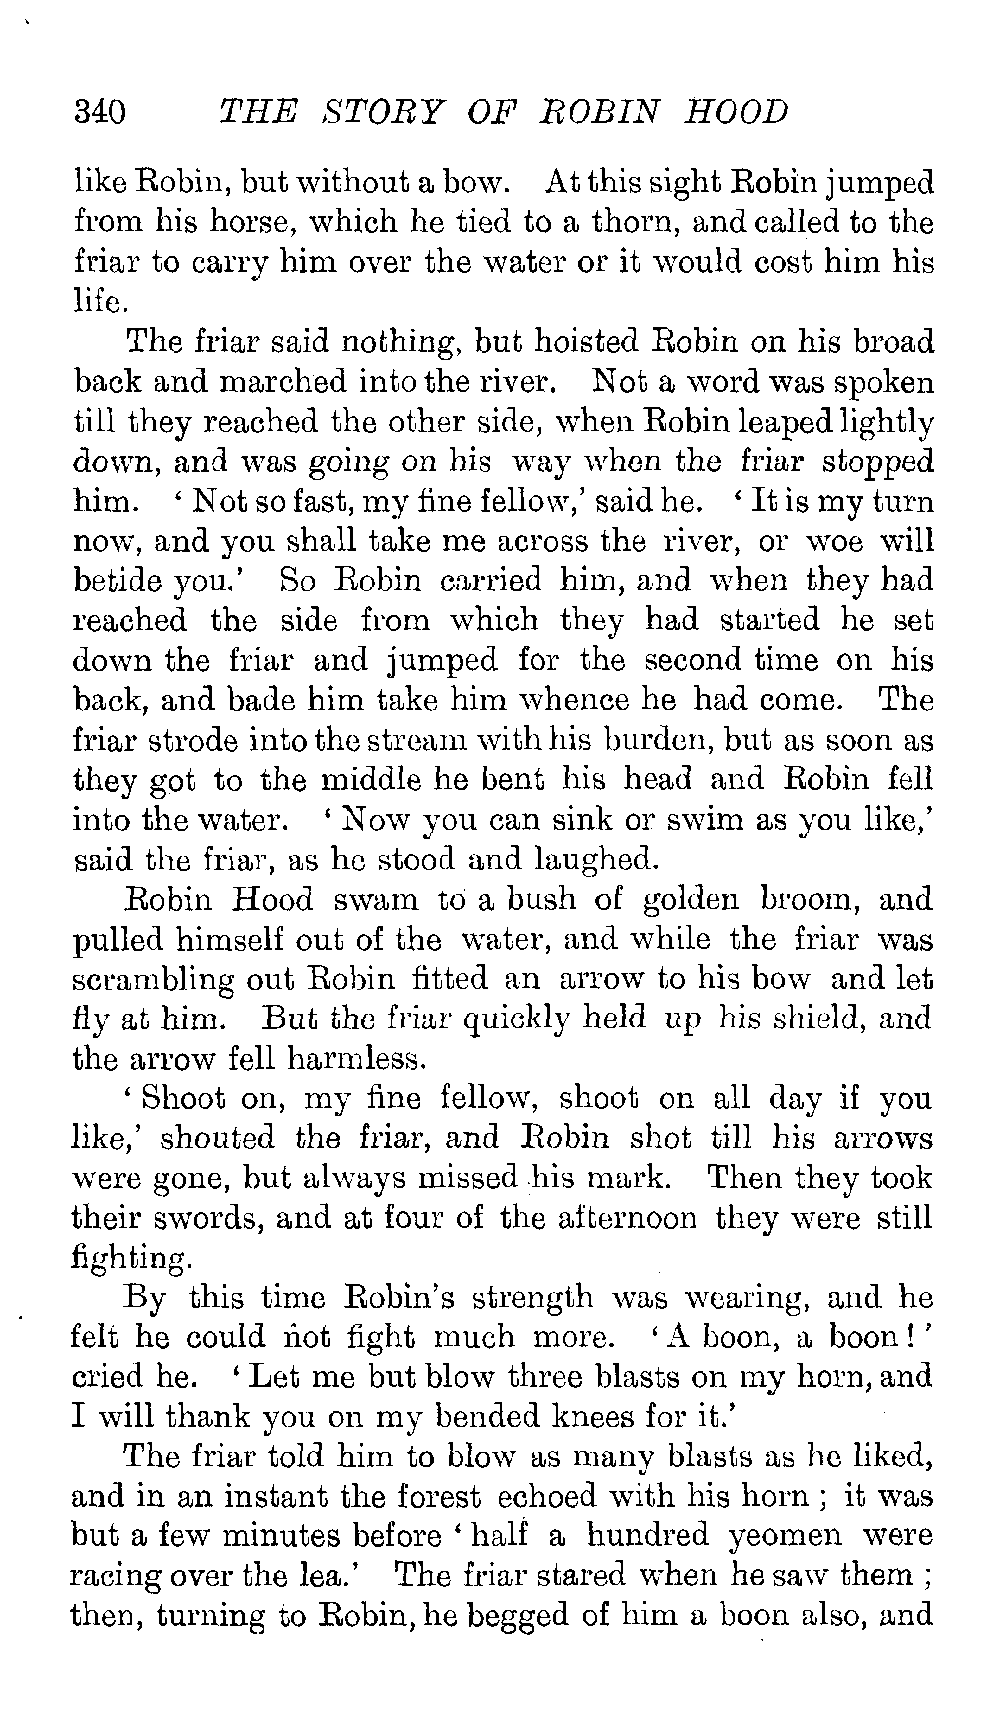 340 THE STORY OF ROBIN HOOD
like Robin, but without a bow. At this sight Robin jumped
from his horse, which he tied to a thorn, and called to the
friar to carry him over the water or it would cost him his
life.
The friar said nothing, but hoisted Robin on his broad
back and marched into the river. Not a word was spoken
till they reached the other side, when Robin leaped lightly
down, and was going on his way when the friar stopped
him. ‘ Not so fast, my fine fellow,’ said he. ‘ It is my turn
now, and you shall take me across the river, or woe will
betide you.’ So Robin carried him, and when they had
reached the side from which they had started he set
down the friar and jumped for the second time on his
back, and bade him take him whence he had come. The
friar strode into the stream with his burden, but as soon as
they got to the middle he bent his head and Robin fell
into the water. ‘ Now you can sink or swim as you like,’
said the friar, as he stood and laughed.
Robin Hood swam to a bush of golden broom, and
pulled himself out of the water, and while the friar was
scrambling out Robin fitted an arrow to his bow and let
fly at him. But the friar quickly held up his shield, and
the arrow fell harmless.
‘ Shoot on, my fine fellow, shoot on all day if you
like,’ shouted the friar, and Robin shot till his arrows
were gone, but always missed his mark. Then they took
their swords, and at four of the afternoon they were still
fighting.
By this time Robin’s strength was wearing, and he
felt he could not fight much more. ‘ A boon, a boon! ’
cried he. ‘ Let me but blow three blasts on my horn, and
I will thank you on my bended knees for it.’
The friar told him to blow as many blasts as he liked,
and in an instant the forest echoed with his horn ; it was
but a few minutes before ‘ half a hundred yeomen were
racing over the lea.’ The friar stared when he saw them ;
then, turning to Robin, he begged of him a boon also, and